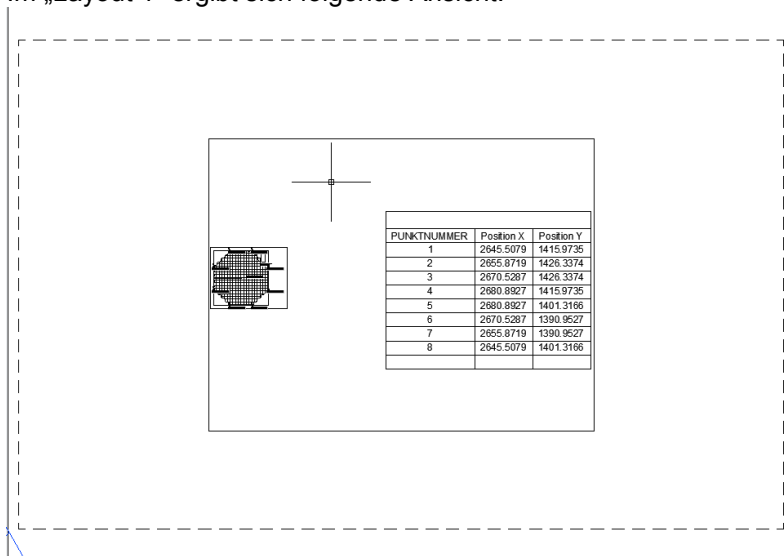 Im „Layout 1“ ergibt sich folgende Ansicht:
PUNKTNUMMER Position X Position Y
1 2645.5079 1415.9735
2 2655.8719 1426.3374
3 2670.5287 1426.3374
4 2680.8927 1415.9735
5 2680.8927 1401.3166
6 2670.5287 1390.9527
7 2655.8719 1390.9527
8 2645.5079 1401.3166